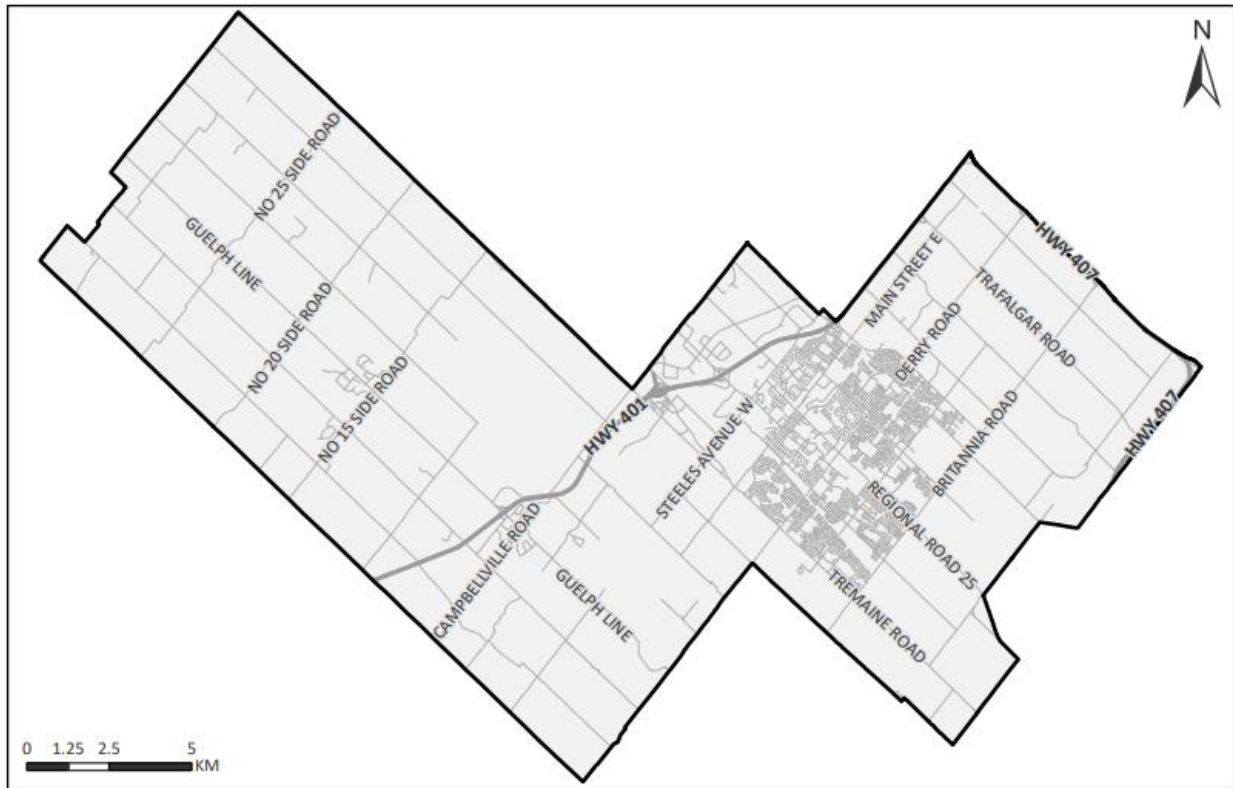 N
NO 25 SIDE ROAD
GUELPH LINE
HWY 407
MAIN STREET E
TRAFALGAR ROAD
NO 20 SIDE ROAD
DERRY ROAD
NO 15 SIDE ROAD
HWY 401
STEELES AVENUE W
BRITANNIA ROAD
HWY 407
REGIONAL ROAD 25
CAMPBELLVILLE ROAD
GUELPH LINE
TREMAINE ROAD
0 1.25 2.5 5
KM